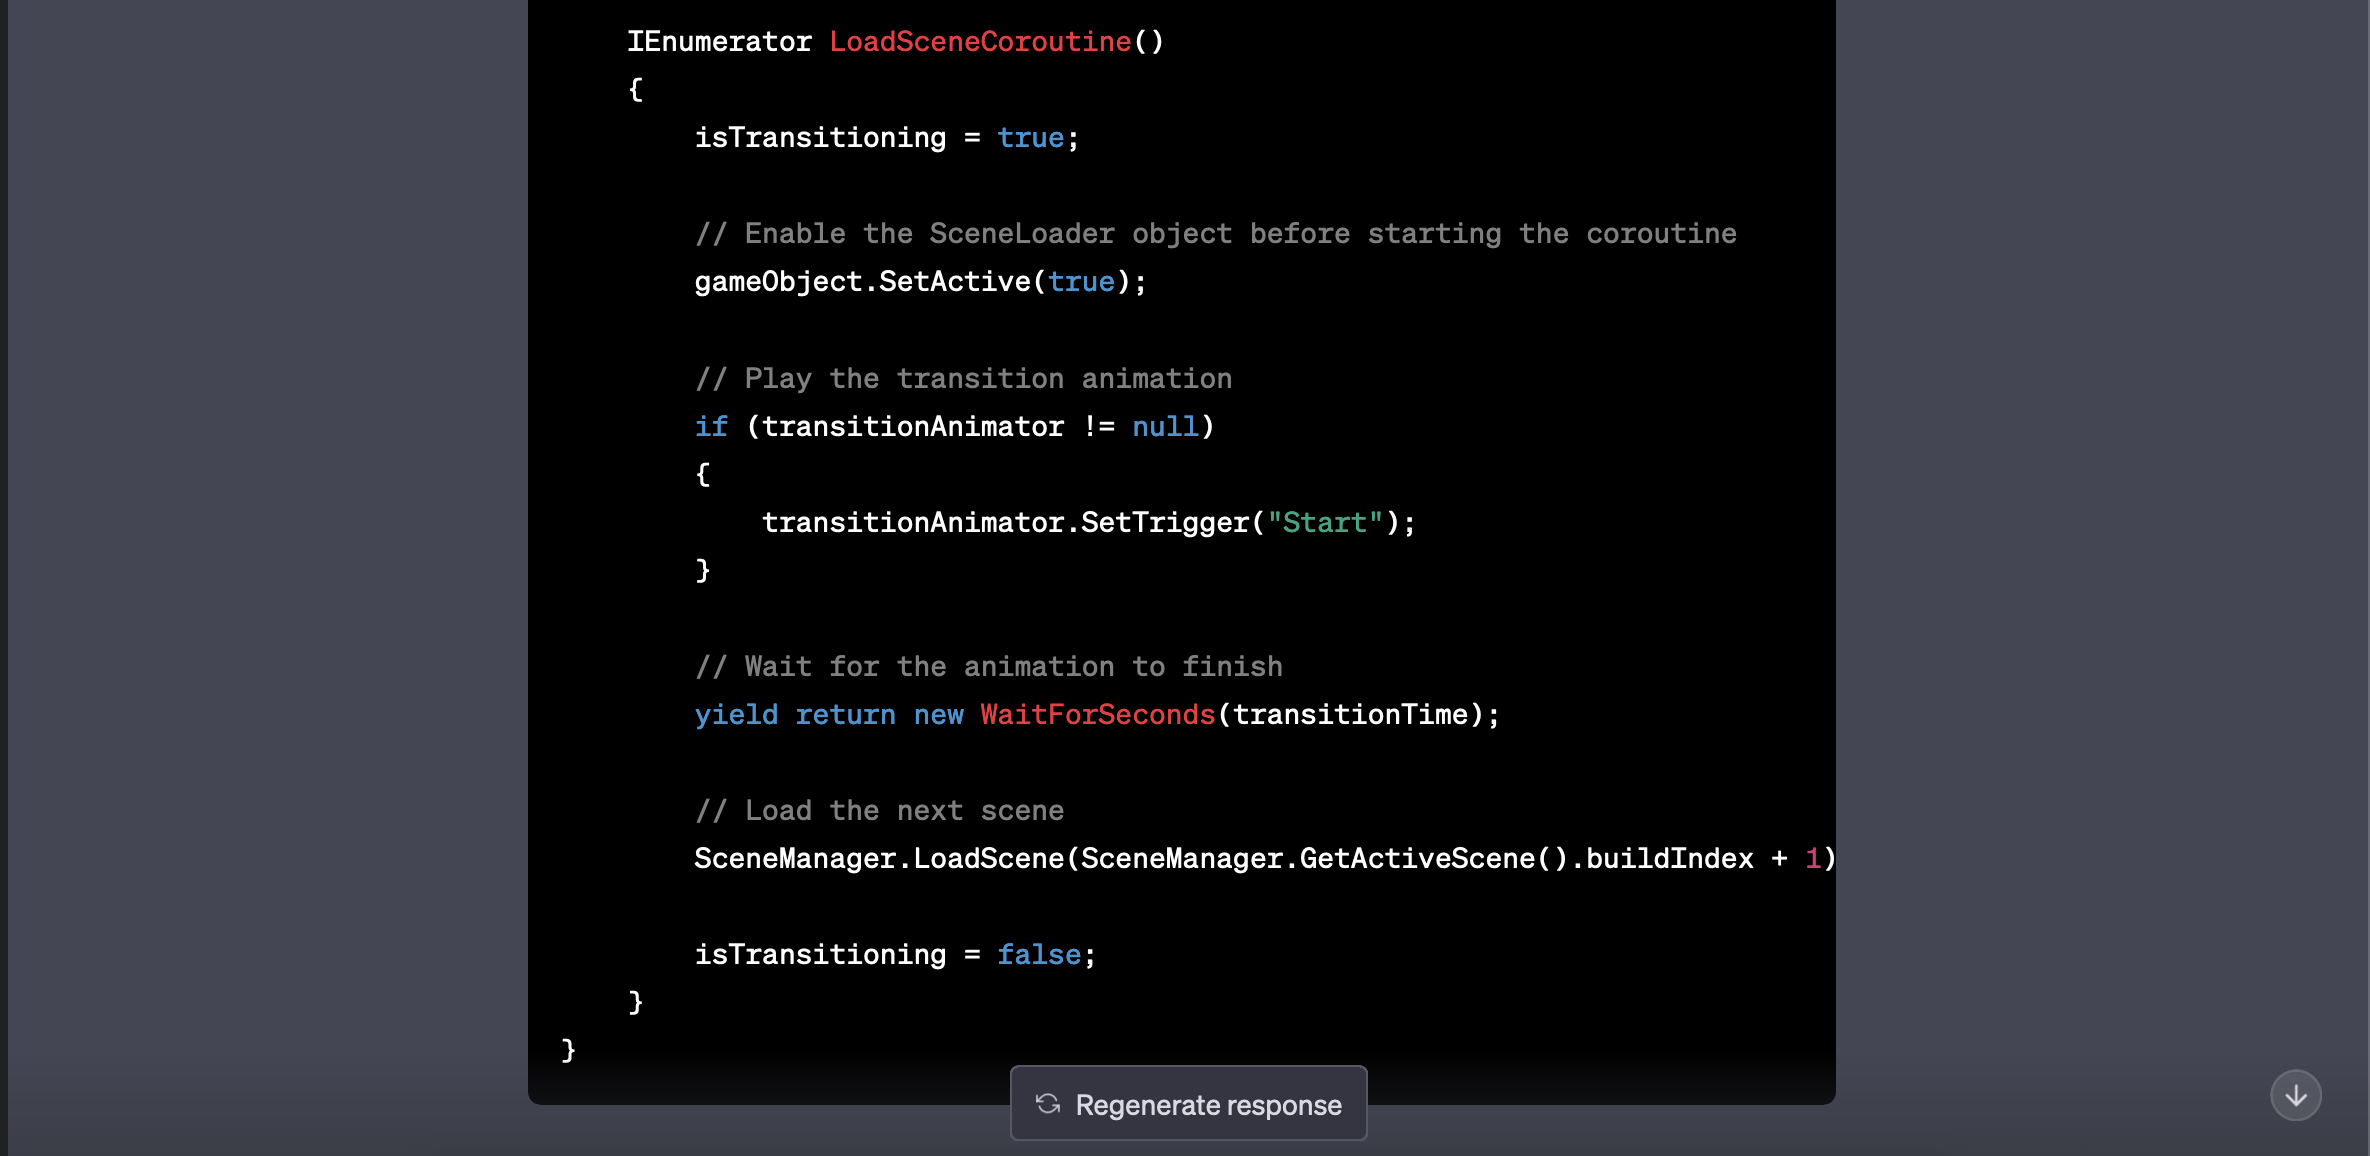 IEnumerator LoadSceneCoroutine()
{
isTransitioning = true;
// Enable the SceneLoader object before starting the coroutine
gameObject.SetActive(true);
// Play the transition animation
if (transitionAnimator != null)
{
transitionAnimator.SetTrigger("Start");
}
// Wait for the animation to finish
yield return new WaitForSeconds(transitionTime);
// Load the next scene
SceneManager.LoadScene(SceneManager.GetActiveScene().buildIndex + 1)
isTransitioning = false;
}
}
Regenerate response